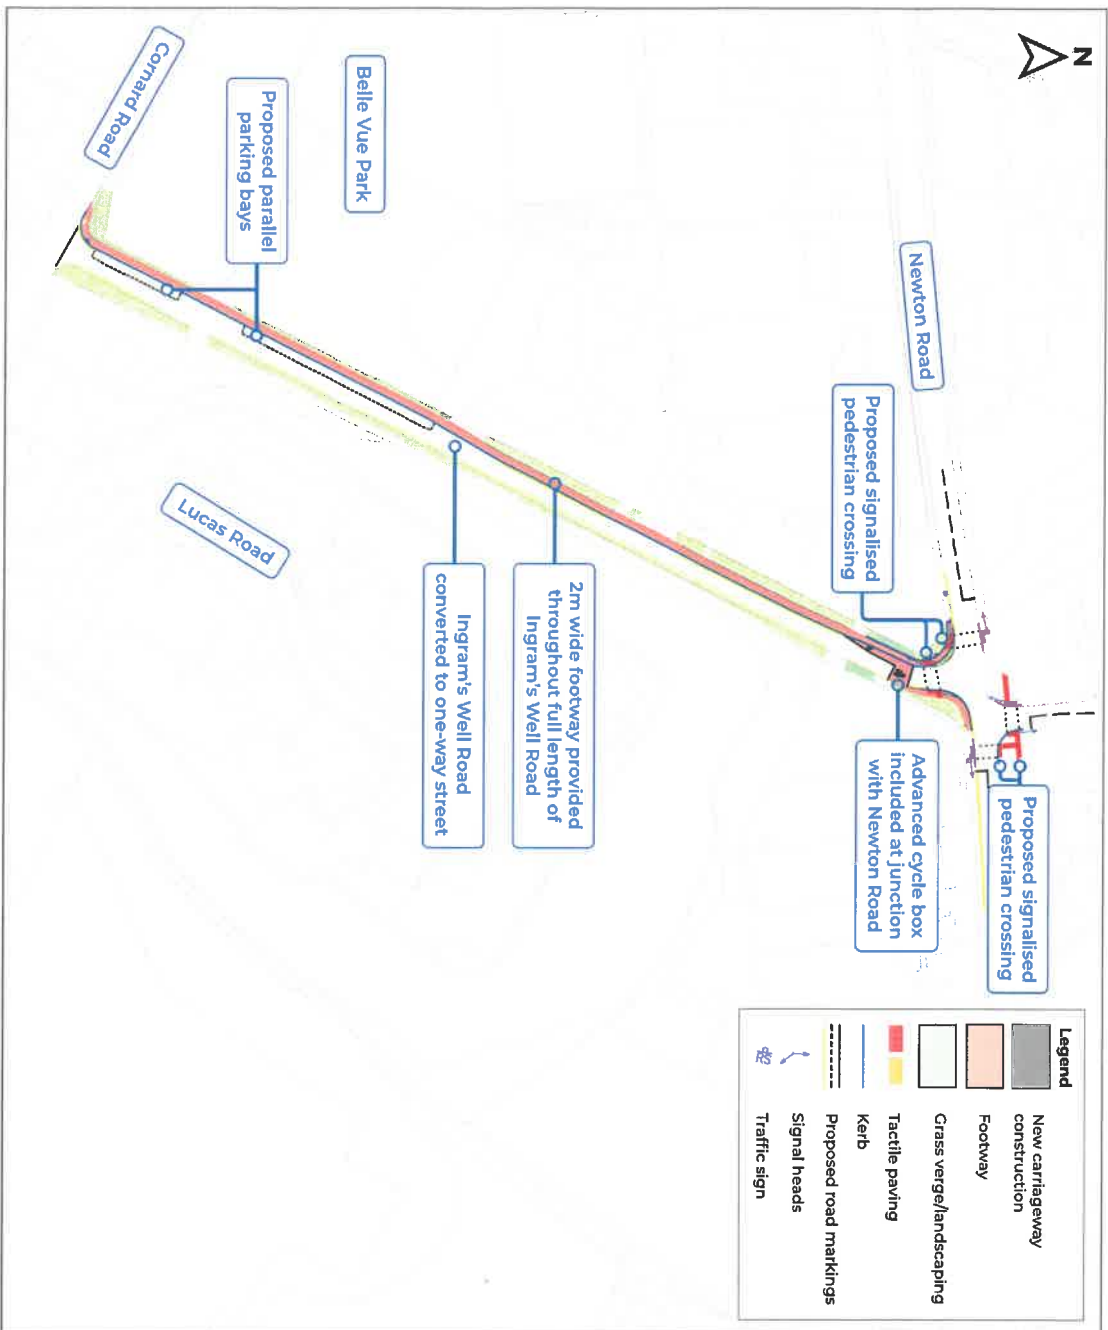 N
Cornard Road
Belle Vue Park
Proposed parallel
parking bays
Newton Road
Proposed signalised
pedestrian crossing
Lucas Road
Ingram's Well Road
converted to one-way street
2m wide footway provided
throughout full length of
Ingram's Well Road
Advanced cycle box
included at junction
with Newton Road
Proposed signalised
pedestrian crossing
Legend
New carriageway
construction
Footway
Grass verge/landscaping
Tactile paving
Kerb
Proposed road markings
Signal heads
Traffic sign